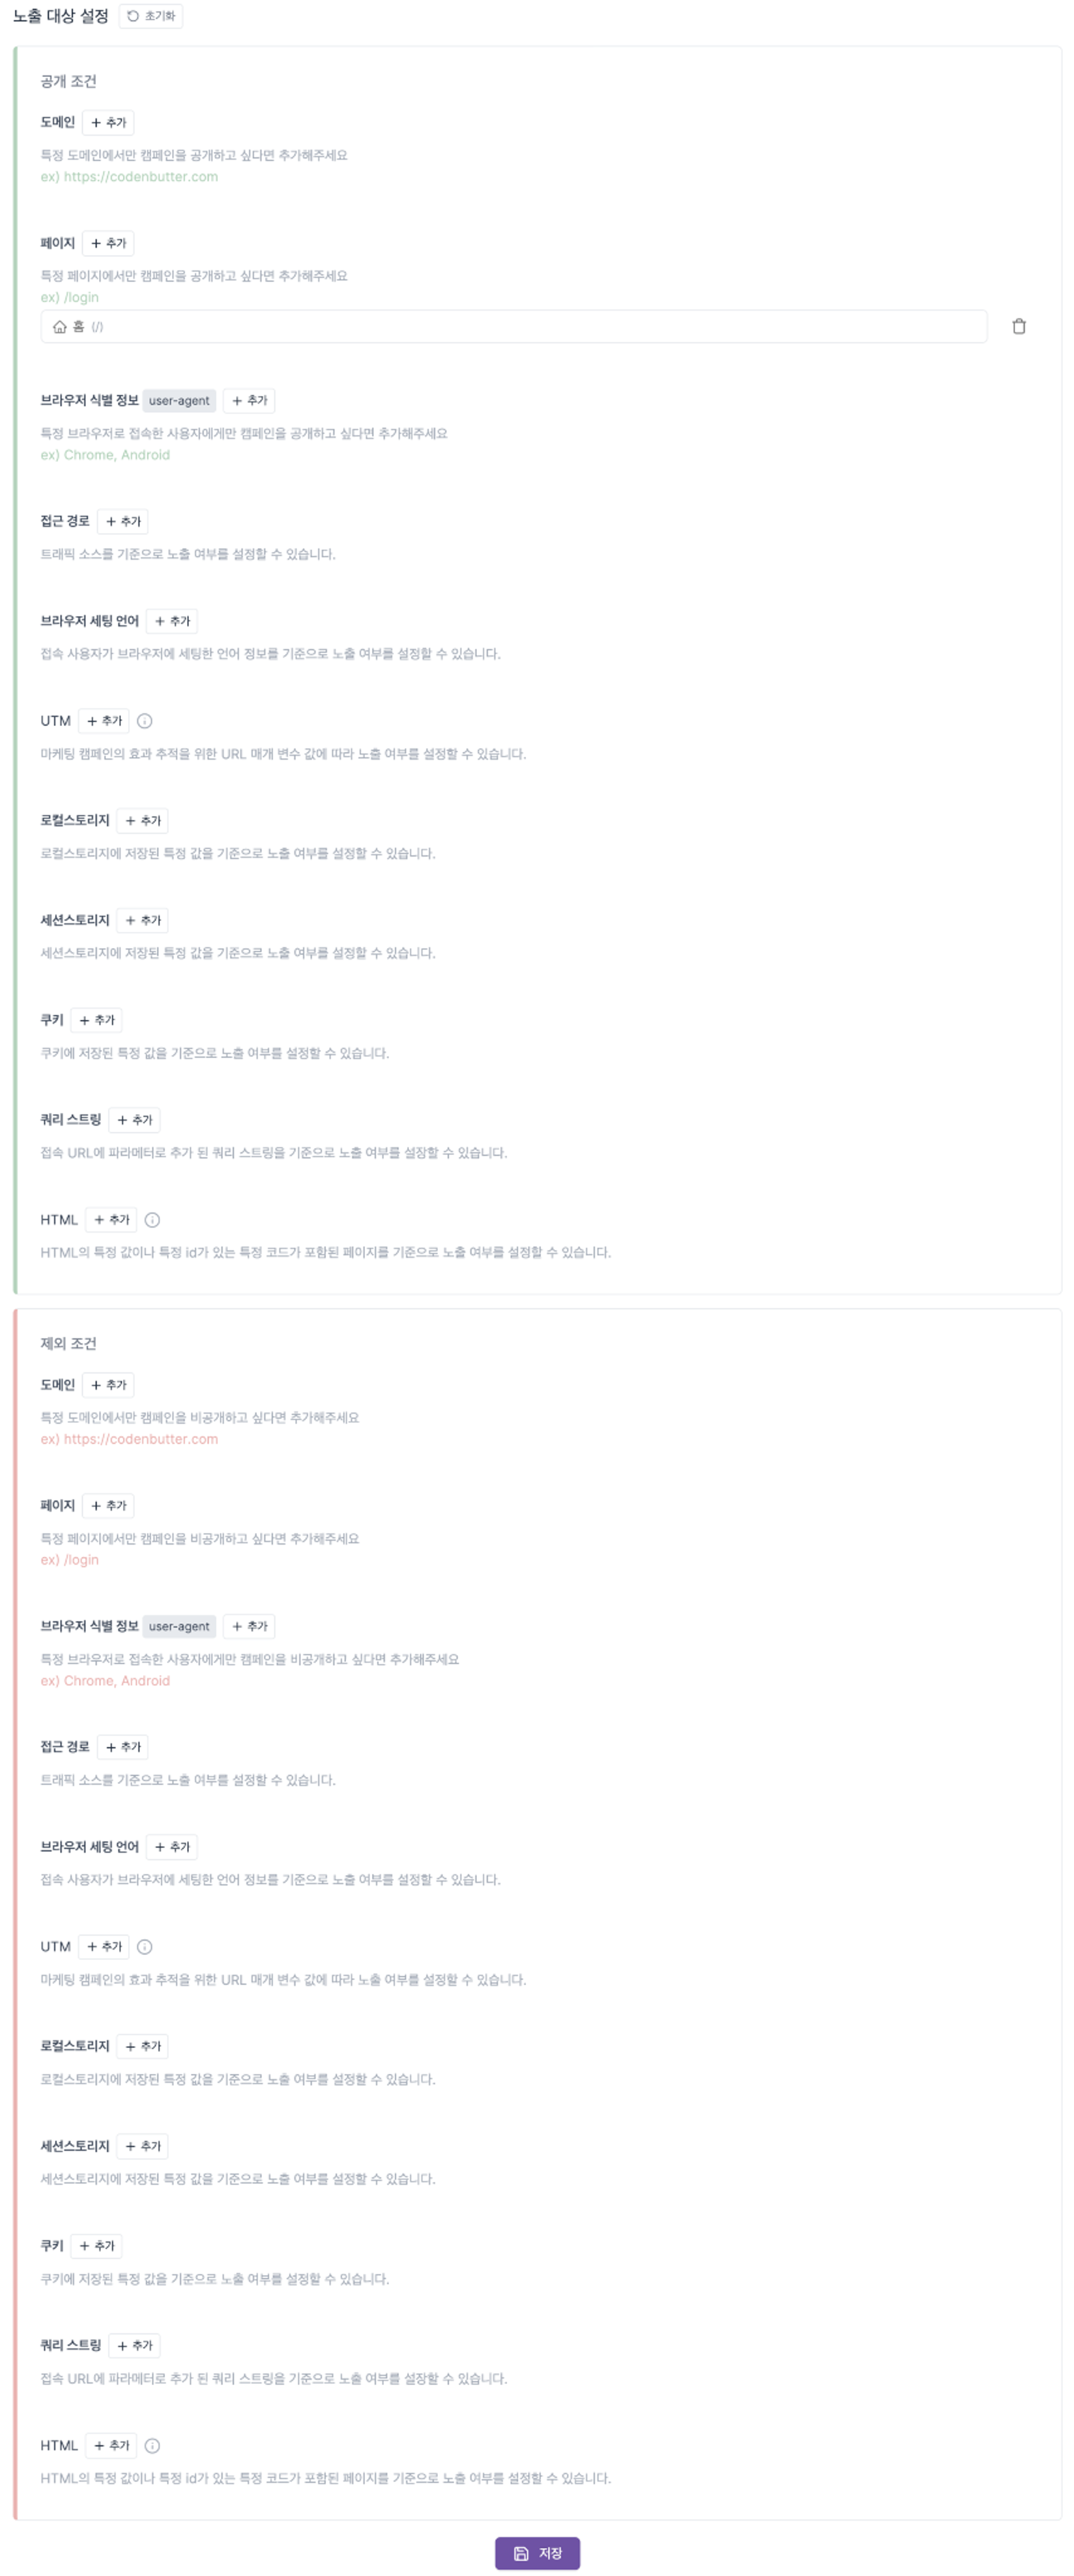 노출 대상 설정 초기화
공개 조건
도메인 + 추가
특정 도메인에서만 캠페인을 공개하고 싶다면 추가해주세요
ex) https://codenbutter.com
페이지 + 추가
특정 페이지에서만 캠페인을 공개하고 싶다면 추가해주세요
ex) /login
홈 (/)
브라우저 식별 정보 user-agent + 추가
특정 브라우저로 접속한 사용자에게만 캠페인을 공개하고 싶다면 추가해주세요
ex) Chrome, Android
접근 경로 + 추가
트래픽 소스를 기준으로 노출 여부를 설정할 수 있습니다.
브라우저 세팅 언어 + 추가
접속 사용자가 브라우저에 세팅한 언어 정보를 기준으로 노출 여부를 설정할 수 있습니다.
UTM + 추가
마케팅 캠페인의 효과 추적을 위한 URL 매개 변수 값에 따라 노출 여부를 설정할 수 있습니다.
로컬스토리지 + 추가
로컬스토리지에 저장된 특정 값을 기준으로 노출 여부를 설정할 수 있습니다.
세션스토리지 + 추가
세션스토리지에 저장된 특정 값을 기준으로 노출 여부를 설정할 수 있습니다.
쿠키 + 추가
쿠키에 저장된 특정 값을 기준으로 노출 여부를 설정할 수 있습니다.
쿼리 스트링 + 추가
접속 URL에 파라메터로 추가 된 쿼리 스트링을 기준으로 노출 여부를 설장할 수 있습니다.
HTML + 추가
HTML의 특정 값이나 특정 id가 있는 특정 코드가 포함된 페이지를 기준으로 노출 여부를 설정할 수 있습니다.
제외 조건
도메인 + 추가
특정 도메인에서만 캠페인을 비공개하고 싶다면 추가해주세요
ex) https://codenbutter.com
페이지 + 추가
특정 페이지에서만 캠페인을 비공개하고 싶다면 추가해주세요
ex) /login
브라우저 식별 정보 user-agent + 추가
특정 브라우저로 접속한 사용자에게만 캠페인을 비공개하고 싶다면 추가해주세요
ex) Chrome, Android
접근 경로 + 추가
트래픽 소스를 기준으로 노출 여부를 설정할 수 있습니다.
브라우저 세팅 언어 + 추가
접속 사용자가 브라우저에 세팅한 언어 정보를 기준으로 노출 여부를 설정할 수 있습니다.
UTM + 추가
마케팅 캠페인의 효과 추적을 위한 URL 매개 변수 값에 따라 노출 여부를 설정할 수 있습니다.
로컬스토리지 + 추가
로컬스토리지에 저장된 특정 값을 기준으로 노출 여부를 설정할 수 있습니다.
세션스토리지 + 추가
세션스토리지에 저장된 특정 값을 기준으로 노출 여부를 설정할 수 있습니다.
쿠키 + 추가
쿠키에 저장된 특정 값을 기준으로 노출 여부를 설정할 수 있습니다.
쿼리 스트링 + 추가
접속 URL에 파라메터로 추가 된 쿼리 스트링을 기준으로 노출 여부를 설장할 수 있습니다.
HTML + 추가
HTML의 특정 값이나 특정 id가 있는 특정 코드가 포함된 페이지를 기준으로 노출 여부를 설정할 수 있습니다.
저장